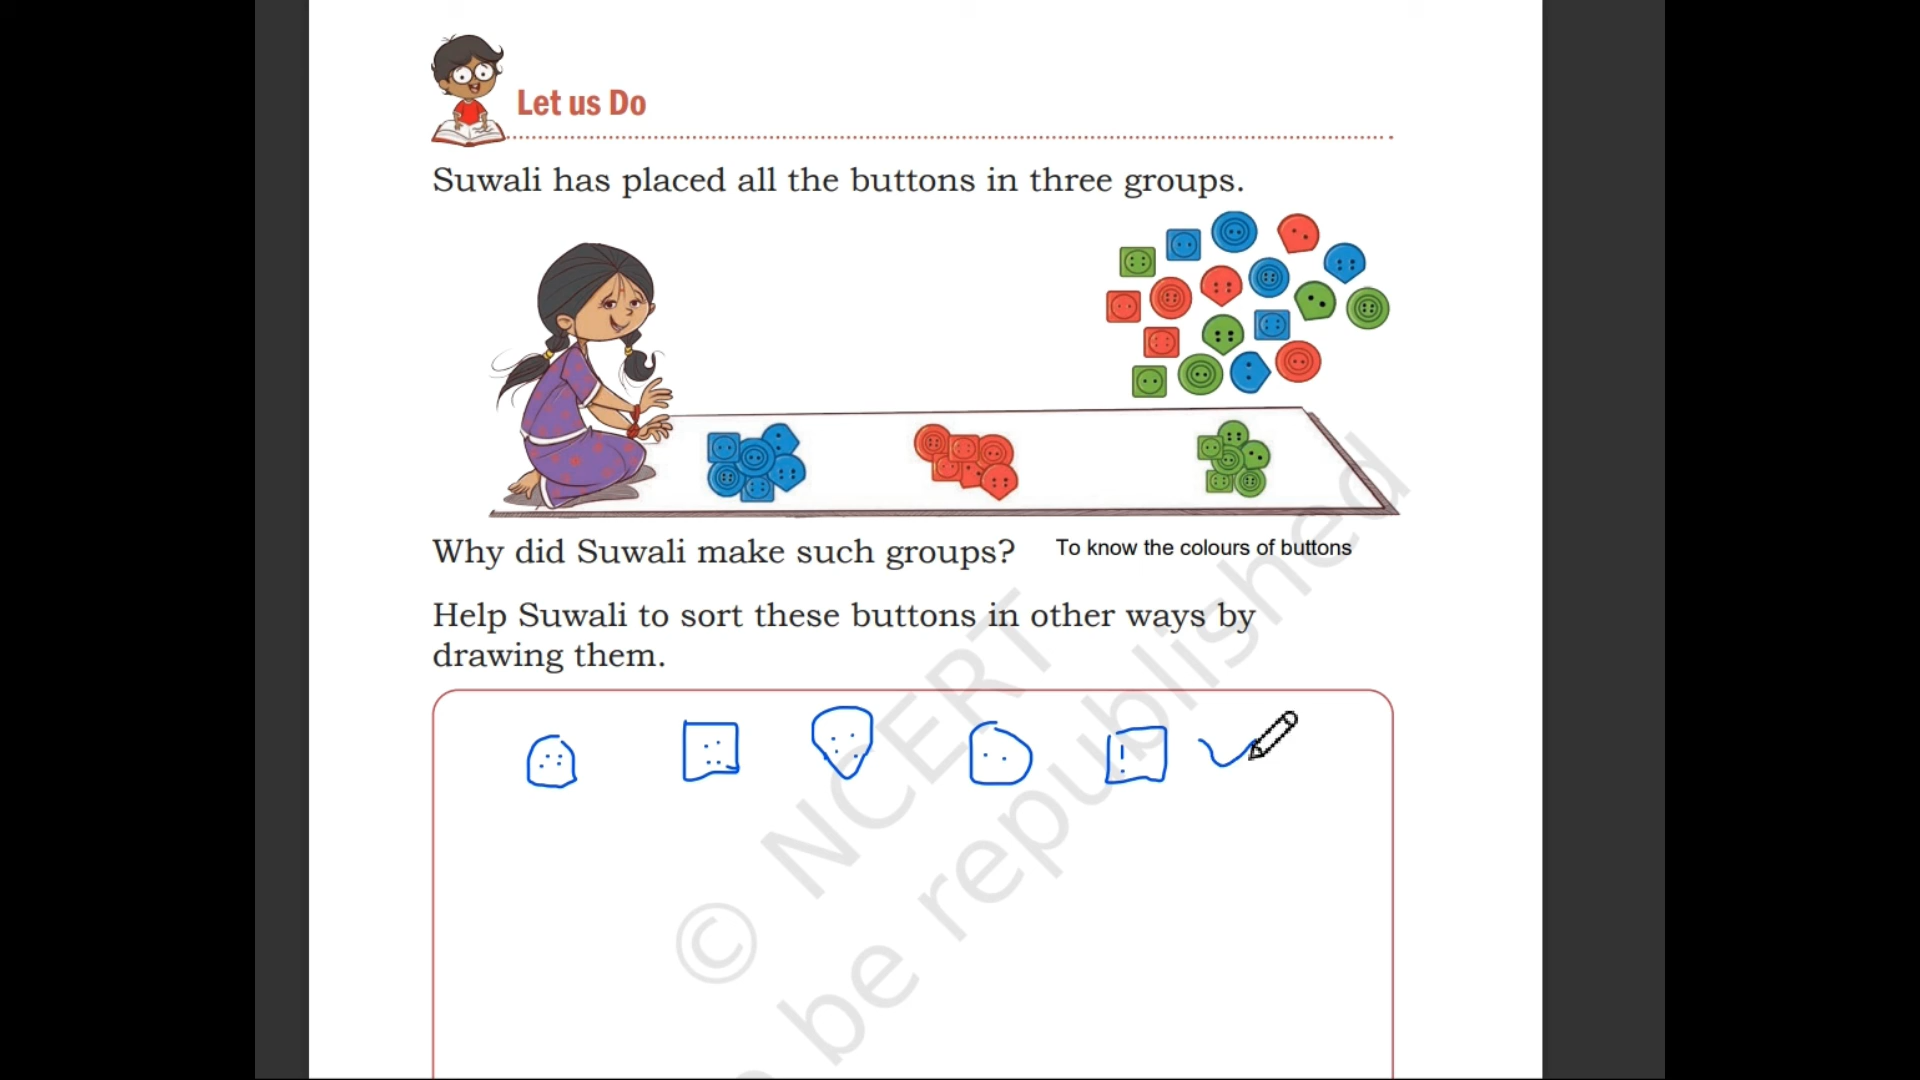 Let us Do
Suwali has placed all the buttons in three groups.
Why did Suwali make such groups? To know the colours of buttons
Help Suwali to sort these buttons in other ways by
drawing them.
© NCERT
be republished